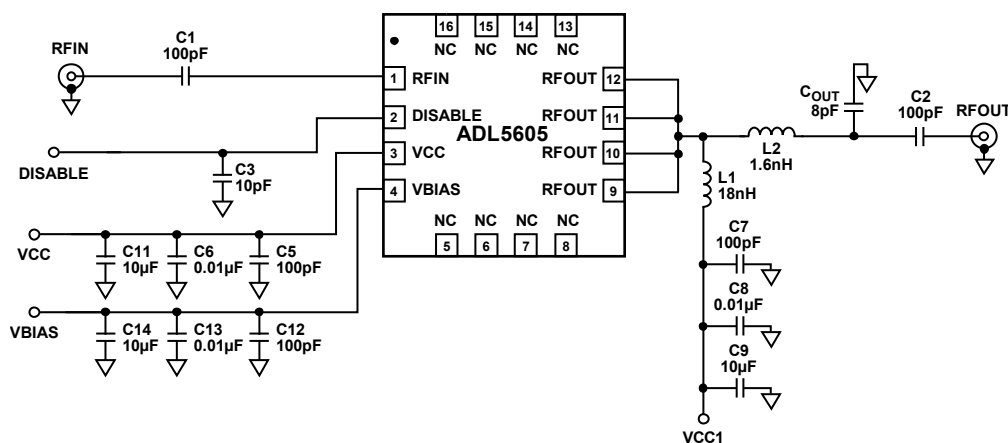 16
15
14
13
NC
NC
NC
NC
RFIN
C1
100pF
1
RFIN
2
DISABLE
3
VCC
4
VBIAS
ADL5605
RFOUT
12
RFOUT
11
RFOUT
10
RFOUT
9
NC
NC
NC
NC
5
6
7
8
DISABLE
C3
10pF
VCC
C11
10µF
C6
0.01µF
C5
100pF
VBIAS
C14
10µF
C13
0.01µF
C12
100pF
COUT
8pF
C2
100pF
RFOUT
L2
1.6nH
L1
18nH
C7
100pF
C8
0.01µF
C9
10µF
VCC1